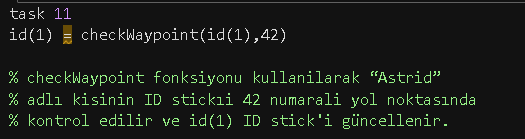 task 11
id(1) = checkWaypoint(id(1),42)
% checkWaypoint fonksiyonu kullanilarak “Astrid”
% adlı kisinin ID stickıii 42 numarali yol noktasında
% kontrol edilir ve id(1) ID stick'i güncellenir.